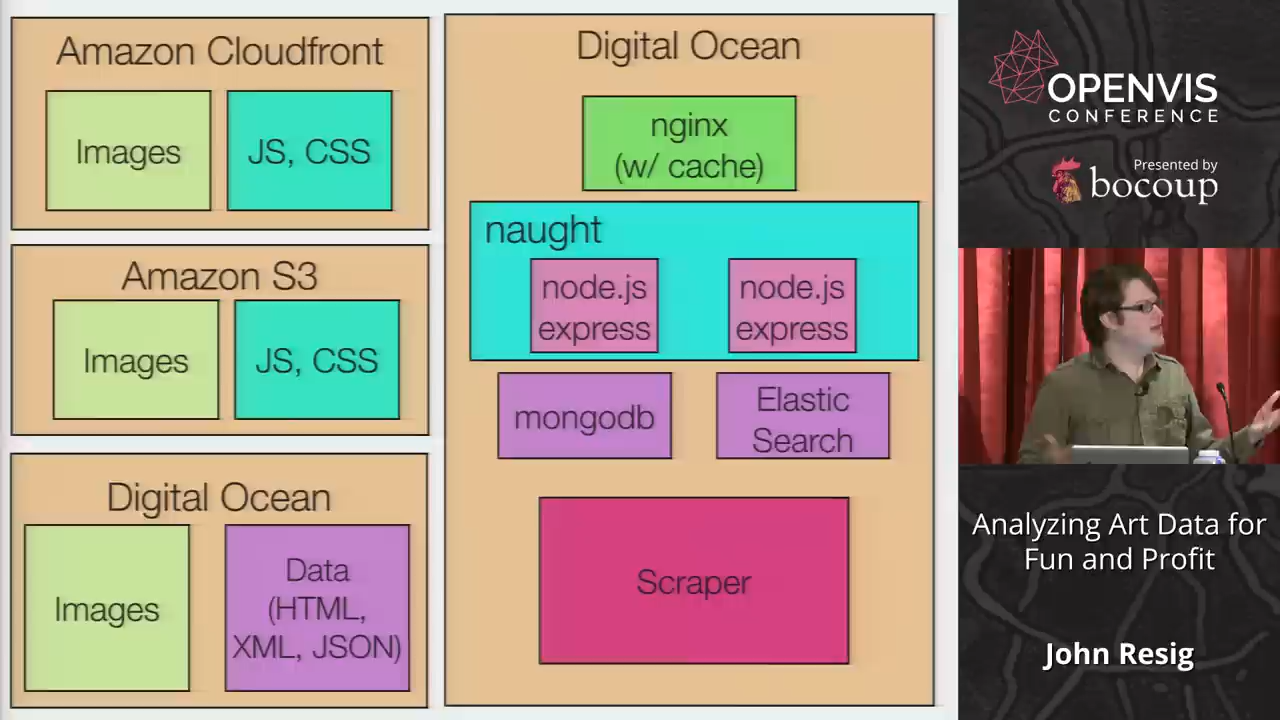 Amazon Cloudfront
Images
JS, CSS
Amazon S3
Images
JS, CSS
Digital Ocean
Images
Data
(HTML,
XML, JSON)
Digital Ocean
nginx
(w/ cache)
naught
node.js
express
node.js
express
mongodb
Elastic
Search
Scraper
OPENVIS
CONFERENCE
Presented by
bocoup
Analyzing Art Data for
Fun and Profit
John Resig